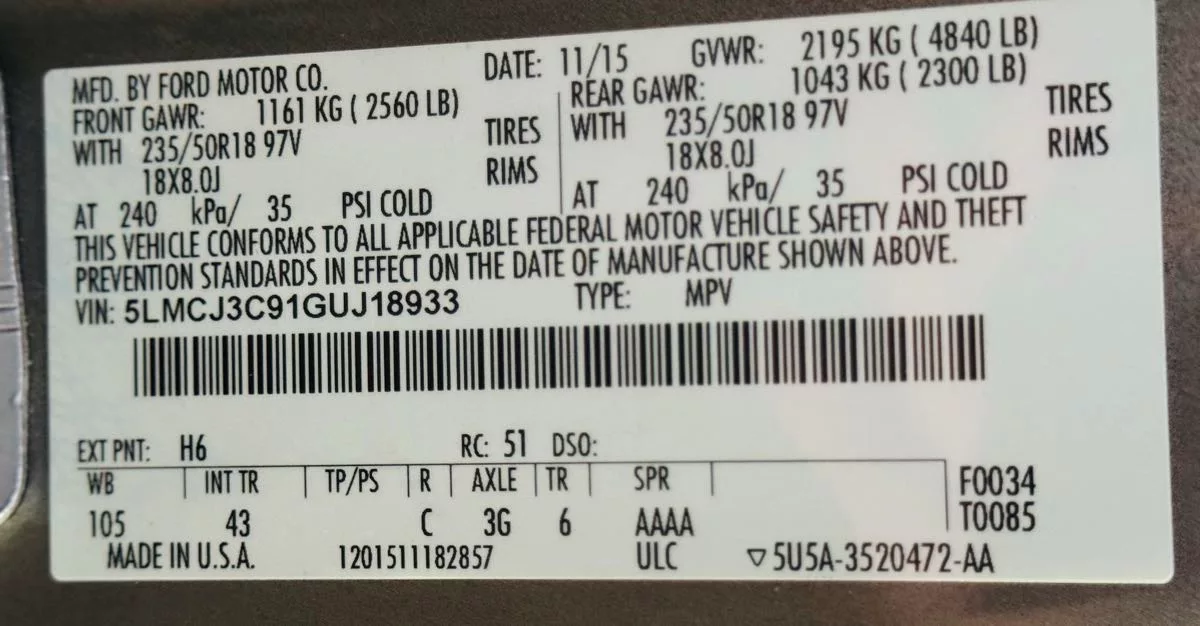 MFD. BY FORD MOTOR CO. DATE: 11/15 GVWR: 2195 KG ( 4840 LB)
FRONT GAWR: 1161 KG ( 2560 LB) REAR GAWR: 1043 KG ( 2300 LB)
WITH 235/50R18 97V TIRES WITH 235/50R18 97V TIRES
18X8.0J RIMS 18X8.0J RIMS
AT 240 kPa/ 35 PSI COLD AT 240 kPa/ 35 PSI COLD
THIS VEHICLE CONFORMS TO ALL APPLICABLE FEDERAL MOTOR VEHICLE SAFETY AND THEFT
PREVENTION STANDARDS IN EFFECT ON THE DATE OF MANUFACTURE SHOWN ABOVE.
VIN: 5LMCJ3C91GUJ18933 TYPE: MPV
EXT PNT: H6 RC: 51 DSO:
WB INT TR TP/PS R AXLE TR SPR F0034
105 43 C 3G 6 AAAA T0085
MADE IN U.S.A. 1201511182857 ULC ▽5U5A-3520472-AA